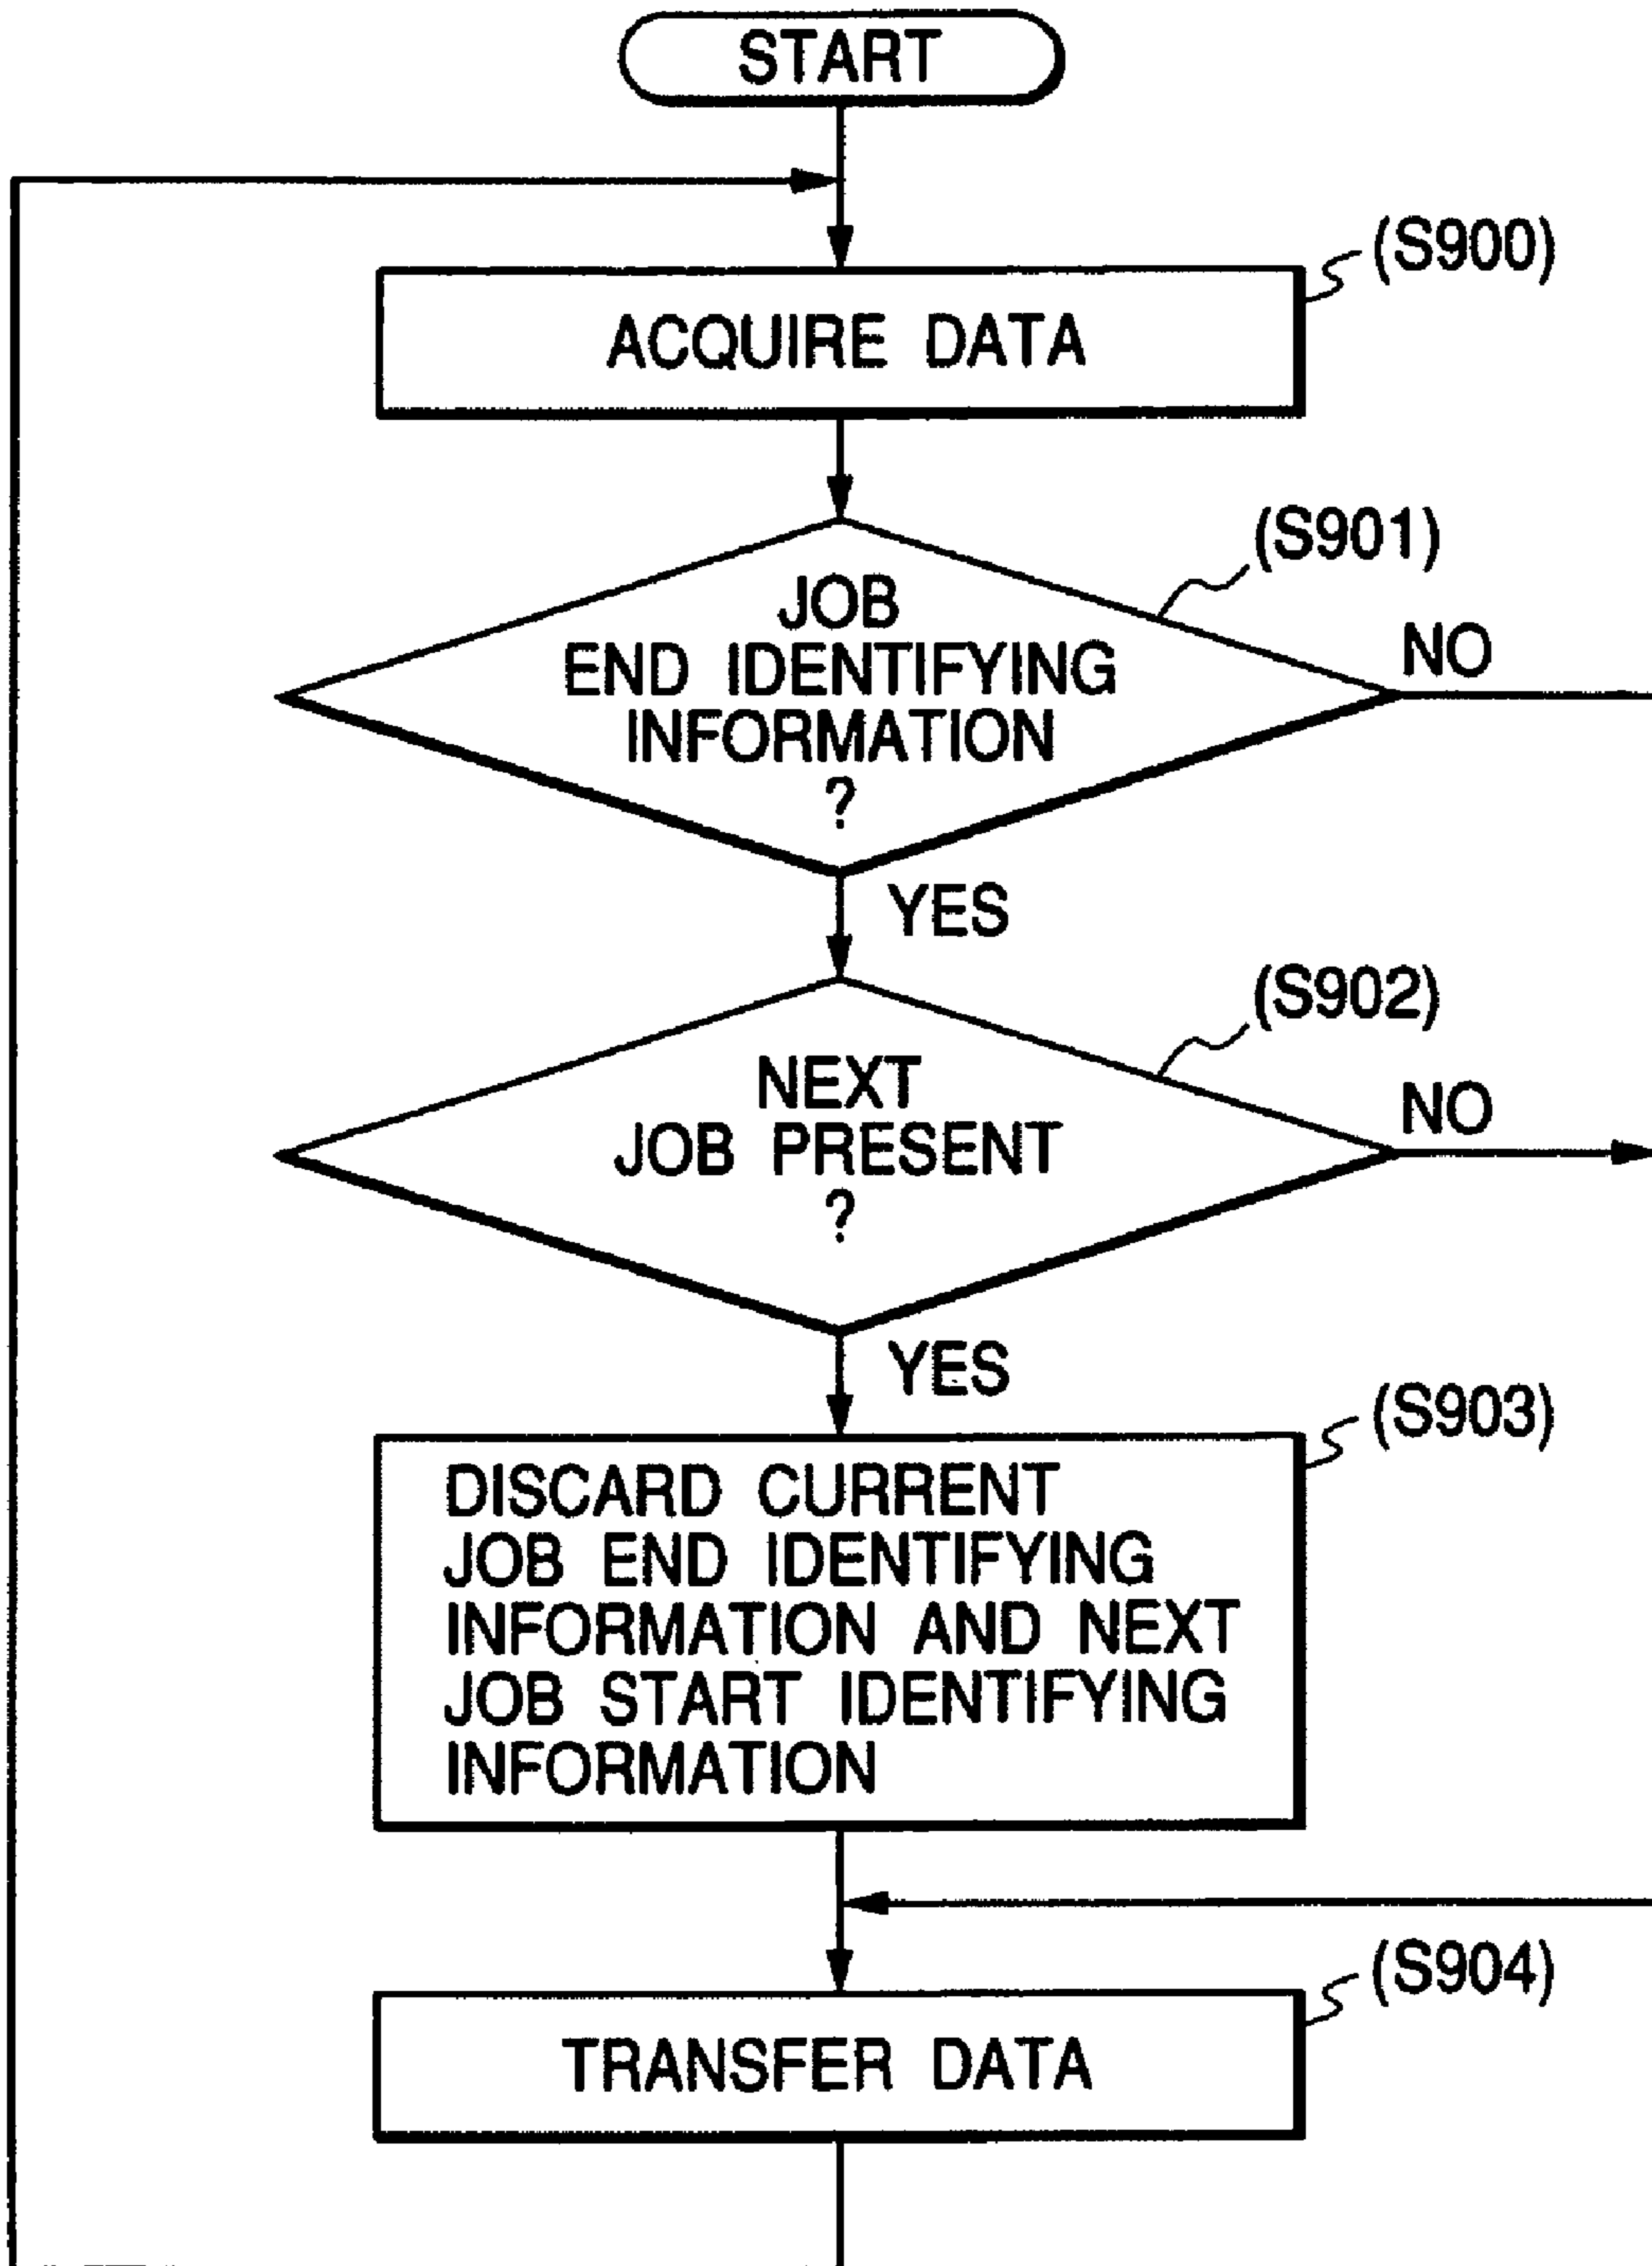 START
(S900)
ACQUIRE DATA
(S901)
JOB
END IDENTIFYING
INFORMATION
?
NO
YES
(S902)
NEXT
JOB PRESENT
?
NO
YES
(S903)
DISCARD CURRENT
JOB END IDENTIFYING
INFORMATION AND NEXT
JOB START IDENTIFYING
INFORMATION
(S904)
TRANSFER DATA